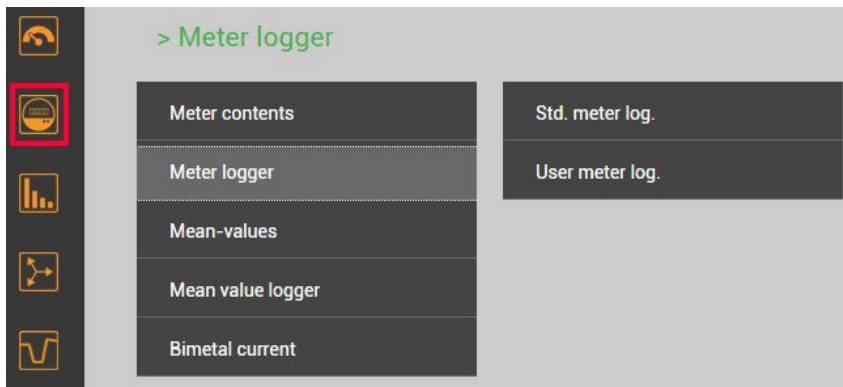 > Meter logger
Meter contents
Meter logger
Mean-values
Mean value logger
Bimetal current
Std. meter log.
User meter log.